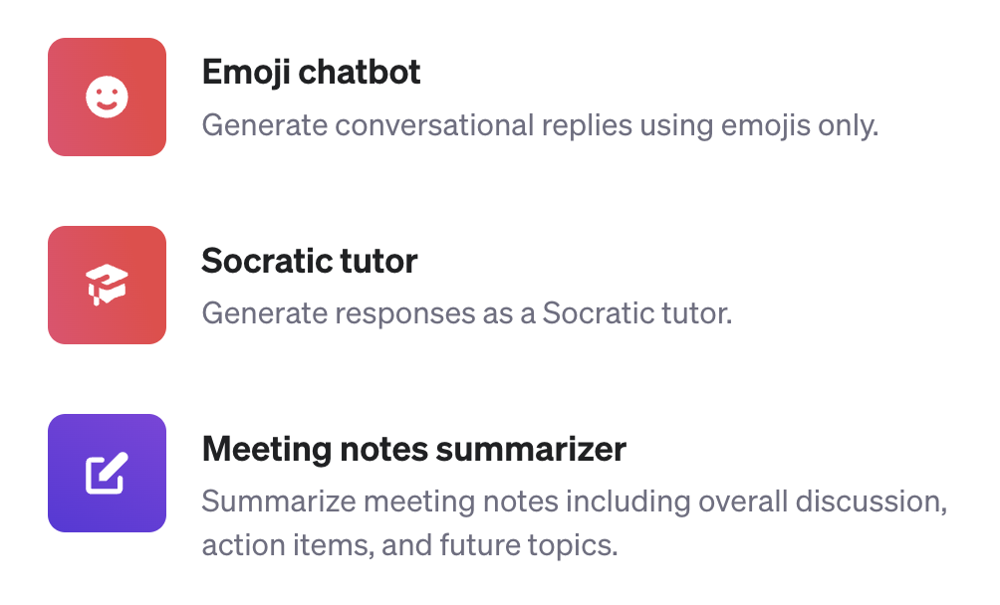 Emoji chatbot
Generate conversational replies using emojis only.
Socratic tutor
Generate responses as a Socratic tutor.
Meeting notes summarizer
Summarize meeting notes including overall discussion,
action items, and future topics.